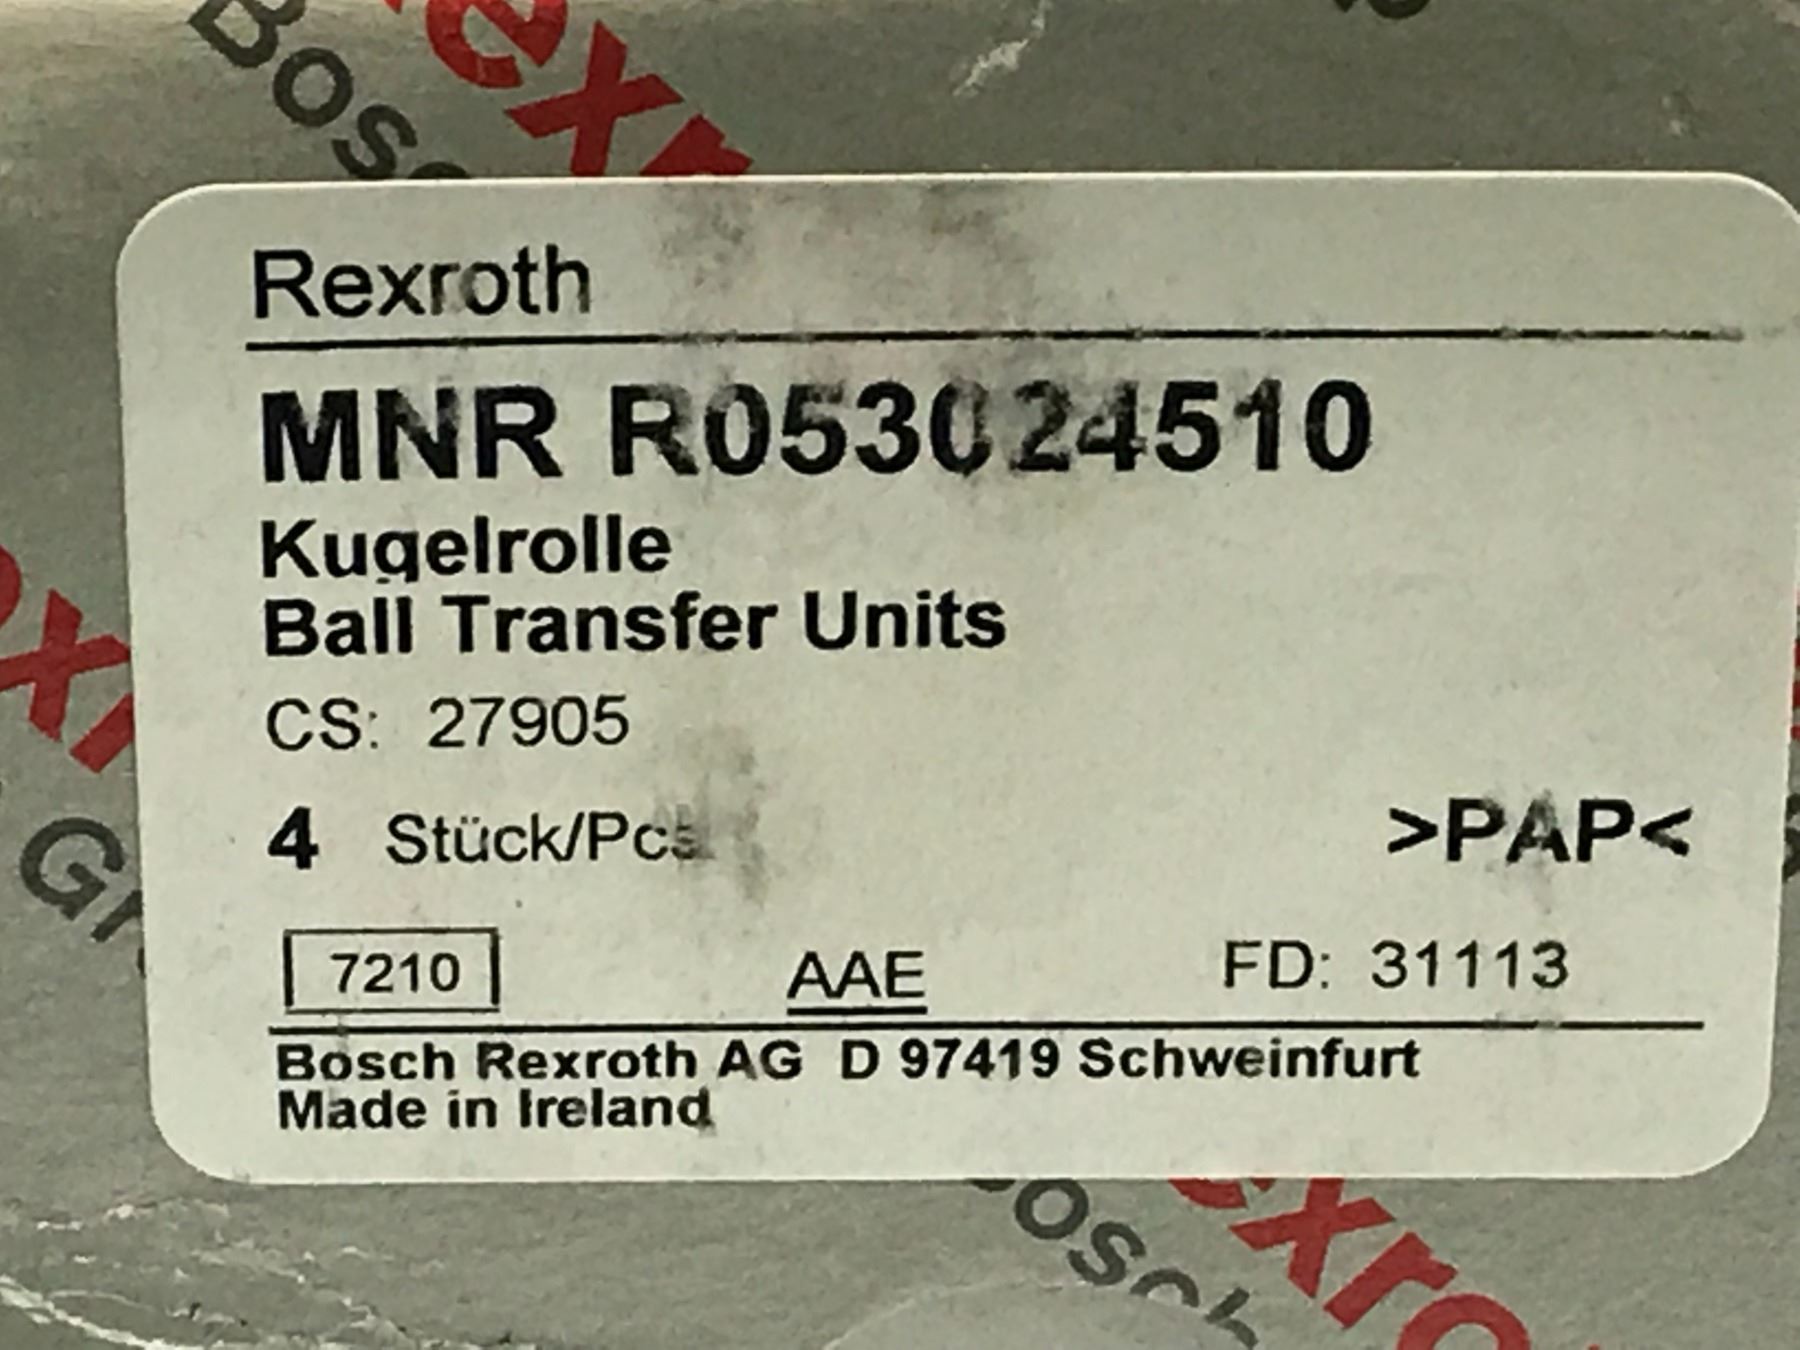 Rexroth
MNR R053024510
Kugelrolle
Ball Transfer Units
CS: 27905
4 Stück/Pcs
>PAP<
7210 AAE FD: 31113
Bosch Rexroth AG D 97419 Schweinfurt
Made in Ireland